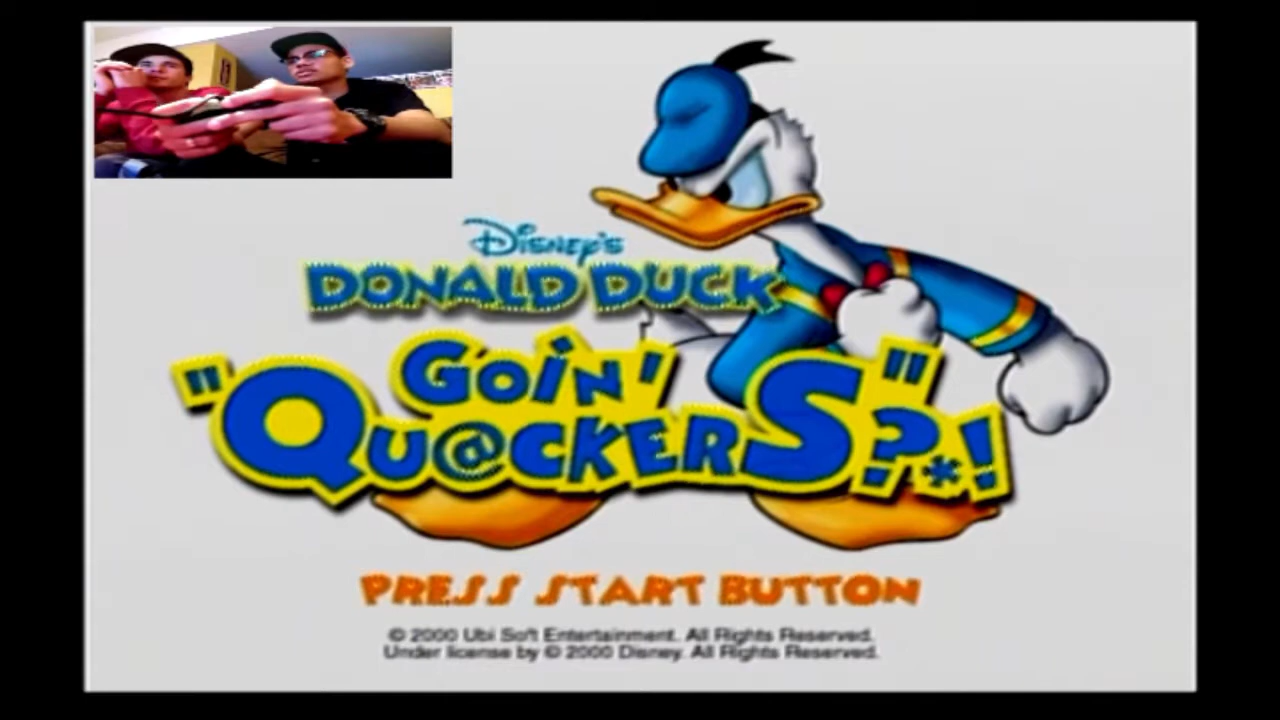 Disney's
DONALD DUCK
GOIN'
"QU@CKERS"?*!
PRESS START BUTTON
© 2000 Ubi Soft Entertainment. All Rights Reserved.
Under license by © 2000 Disney. All Rights Reserved.